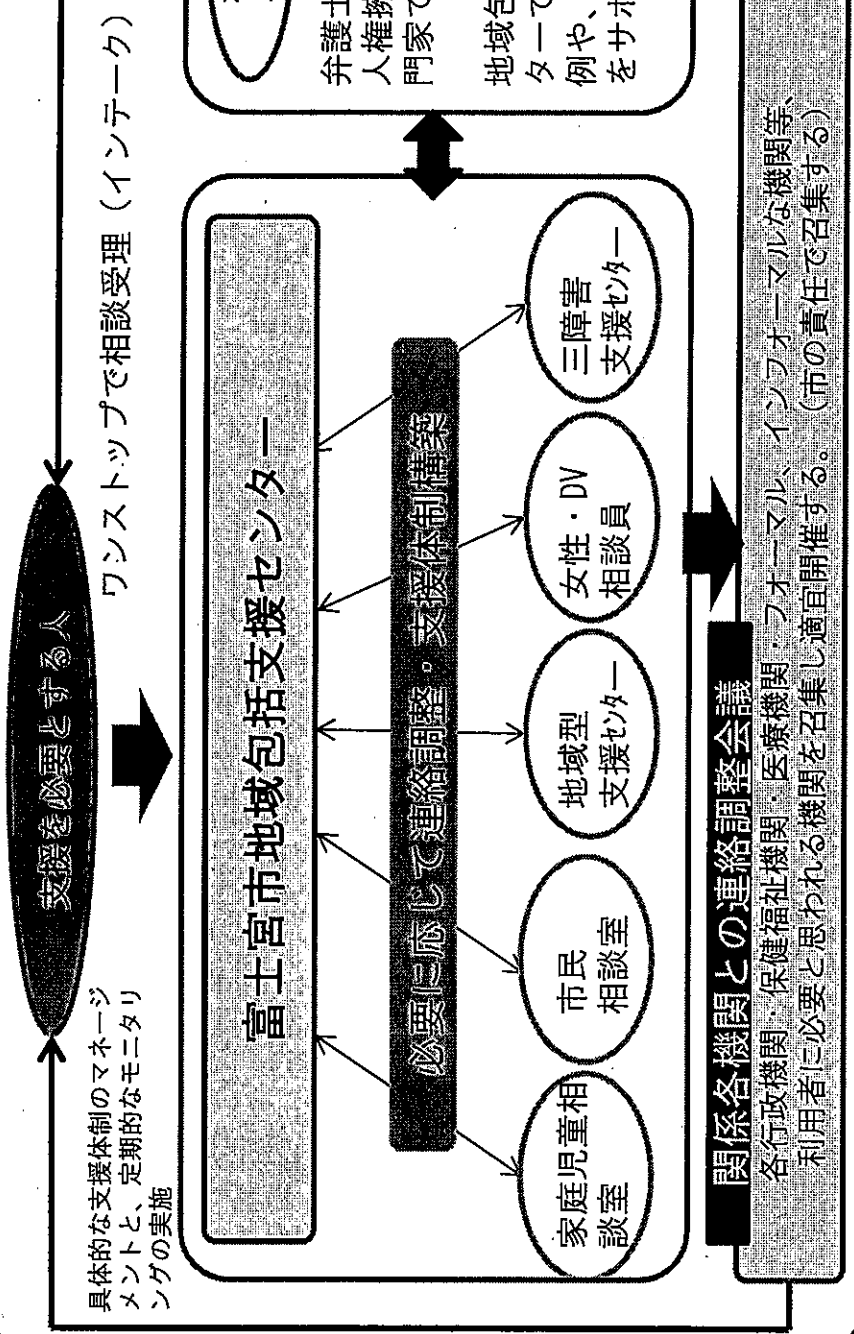 支援を必要とする人
ワンストップで相談受理（インテーク）
具体的な支援体制のマネージ
メントと、定期的なモニタリ
ングの実施
富士宮市地域包括支援センター
必要に応じて連絡調整・支援体制構築
家庭児童相
談室
市民
相談室
地域型
支援ｾﾝﾀｰ
女性・DV
相談員
三障害
支援ｾﾝﾀｰ
弁護士
人権擁
門家で
地域包
ターで
例や、
をサポ
関係各機関との連絡調整会議
各行政機関・保健福祉機関・医療機関・フォーマル、インフォーマルな機関等、
利用者に必要と思われる機関を召集し適宜開催する。（市の責任で召集する）